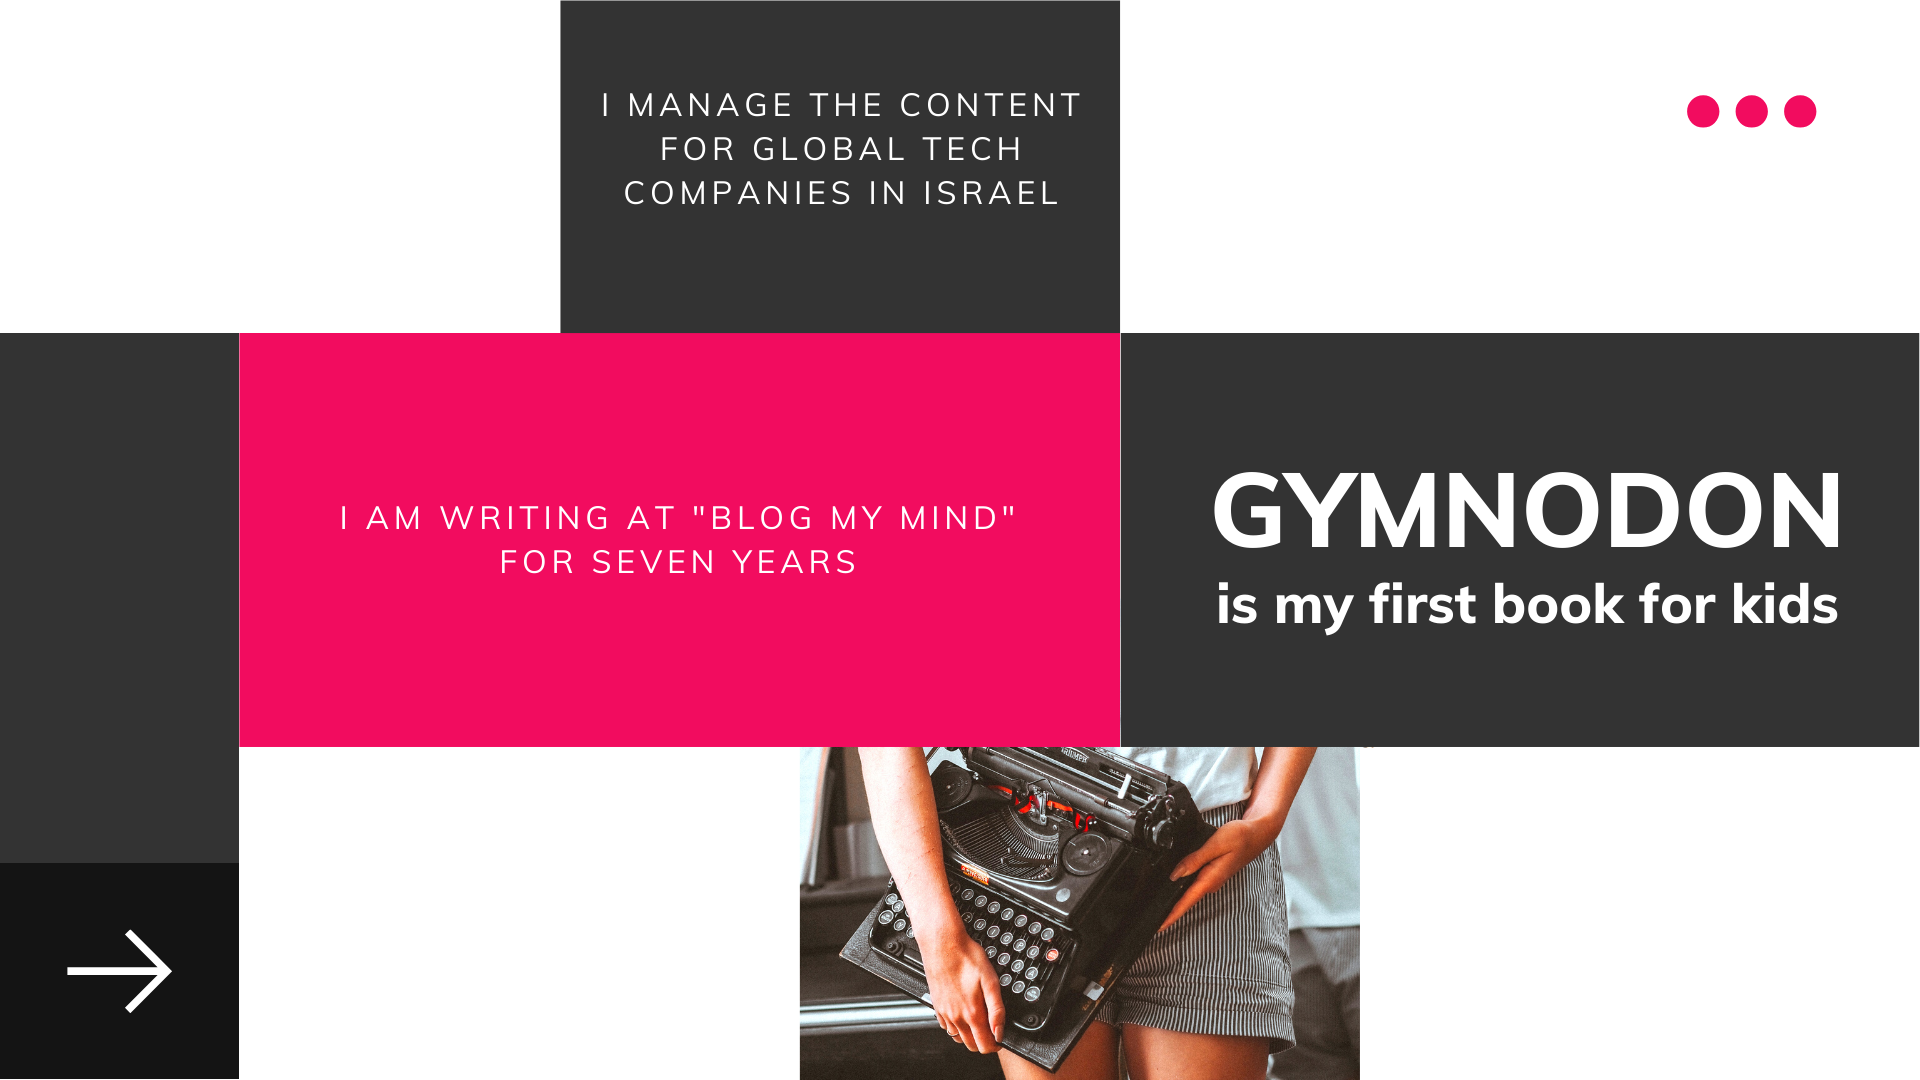 I MANAGE THE CONTENT
FOR GLOBAL TECH
COMPANIES IN ISRAEL
I AM WRITING AT "BLOG MY MIND"
FOR SEVEN YEARS
GYMNODON
is my first book for kids
TRIUMPH